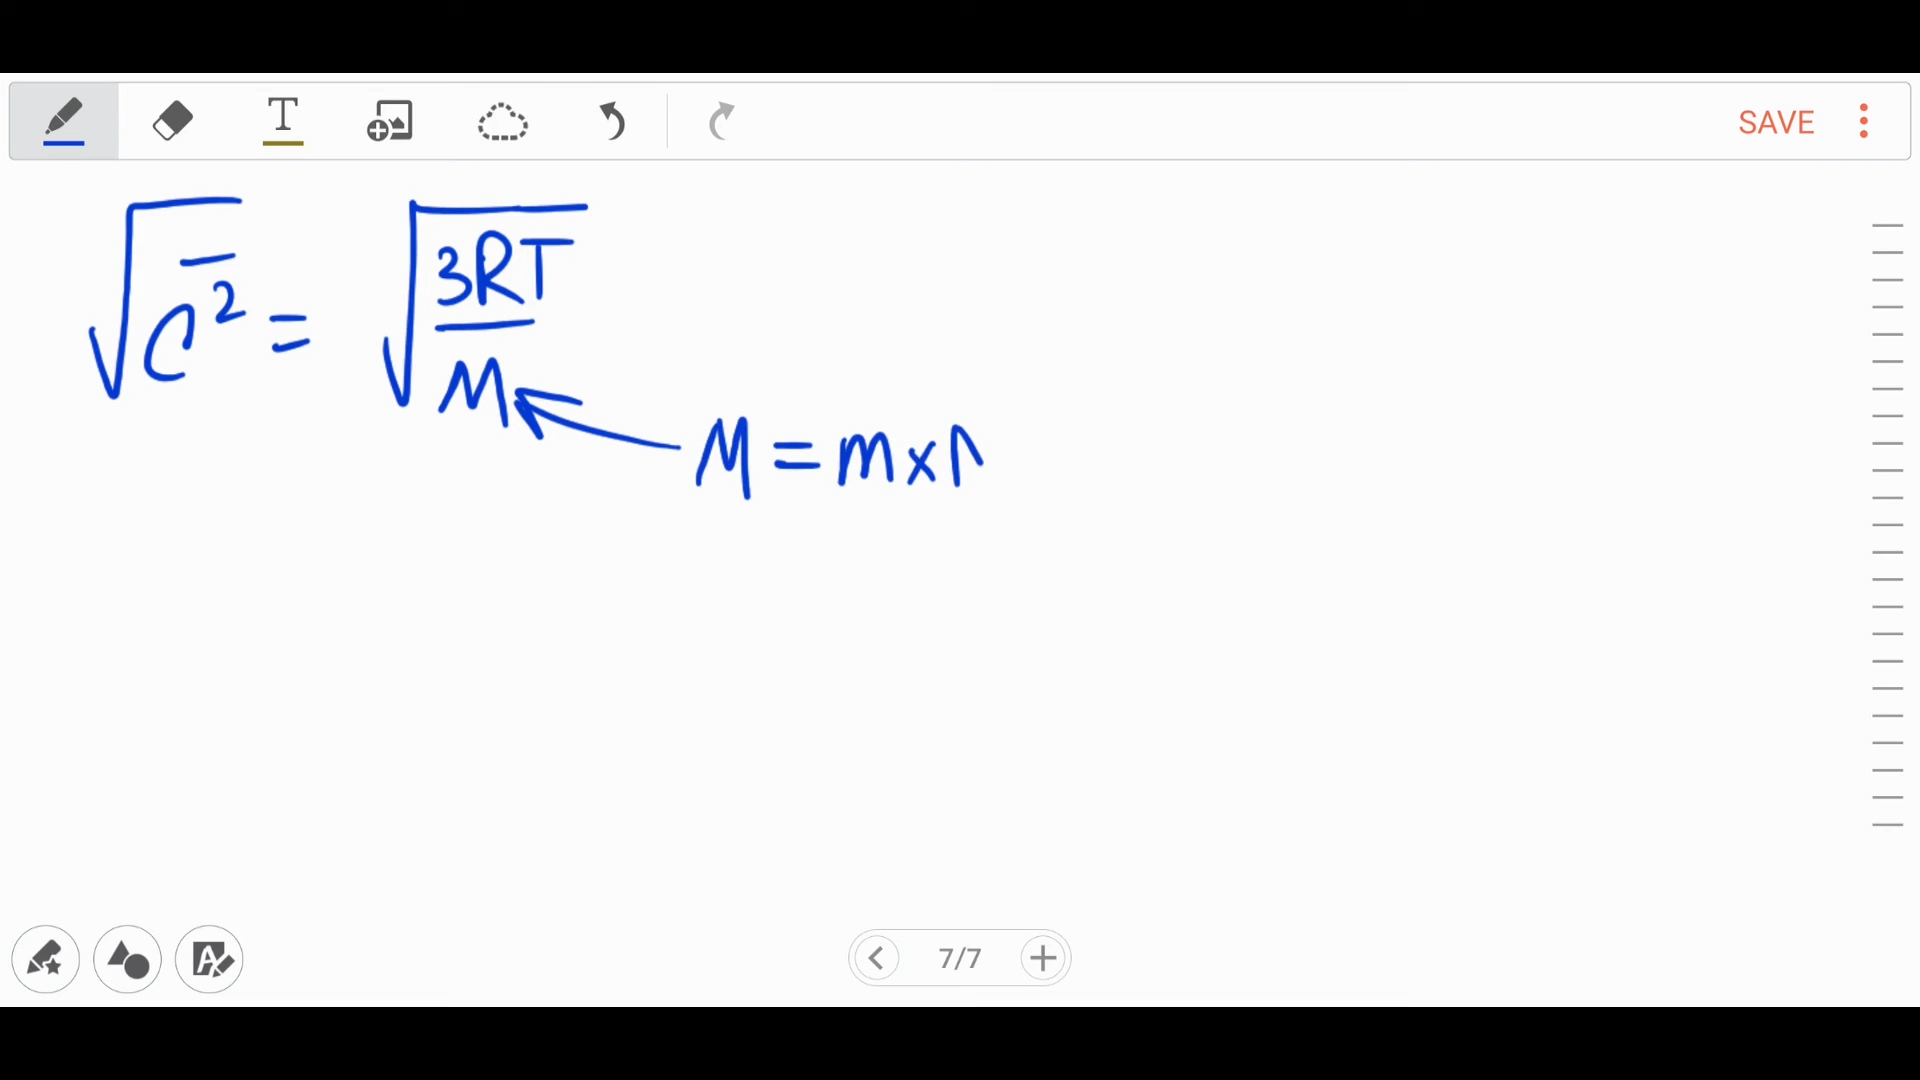 T SAVE
√c̅² = √(3RT/M)
M = m x
A
7/7